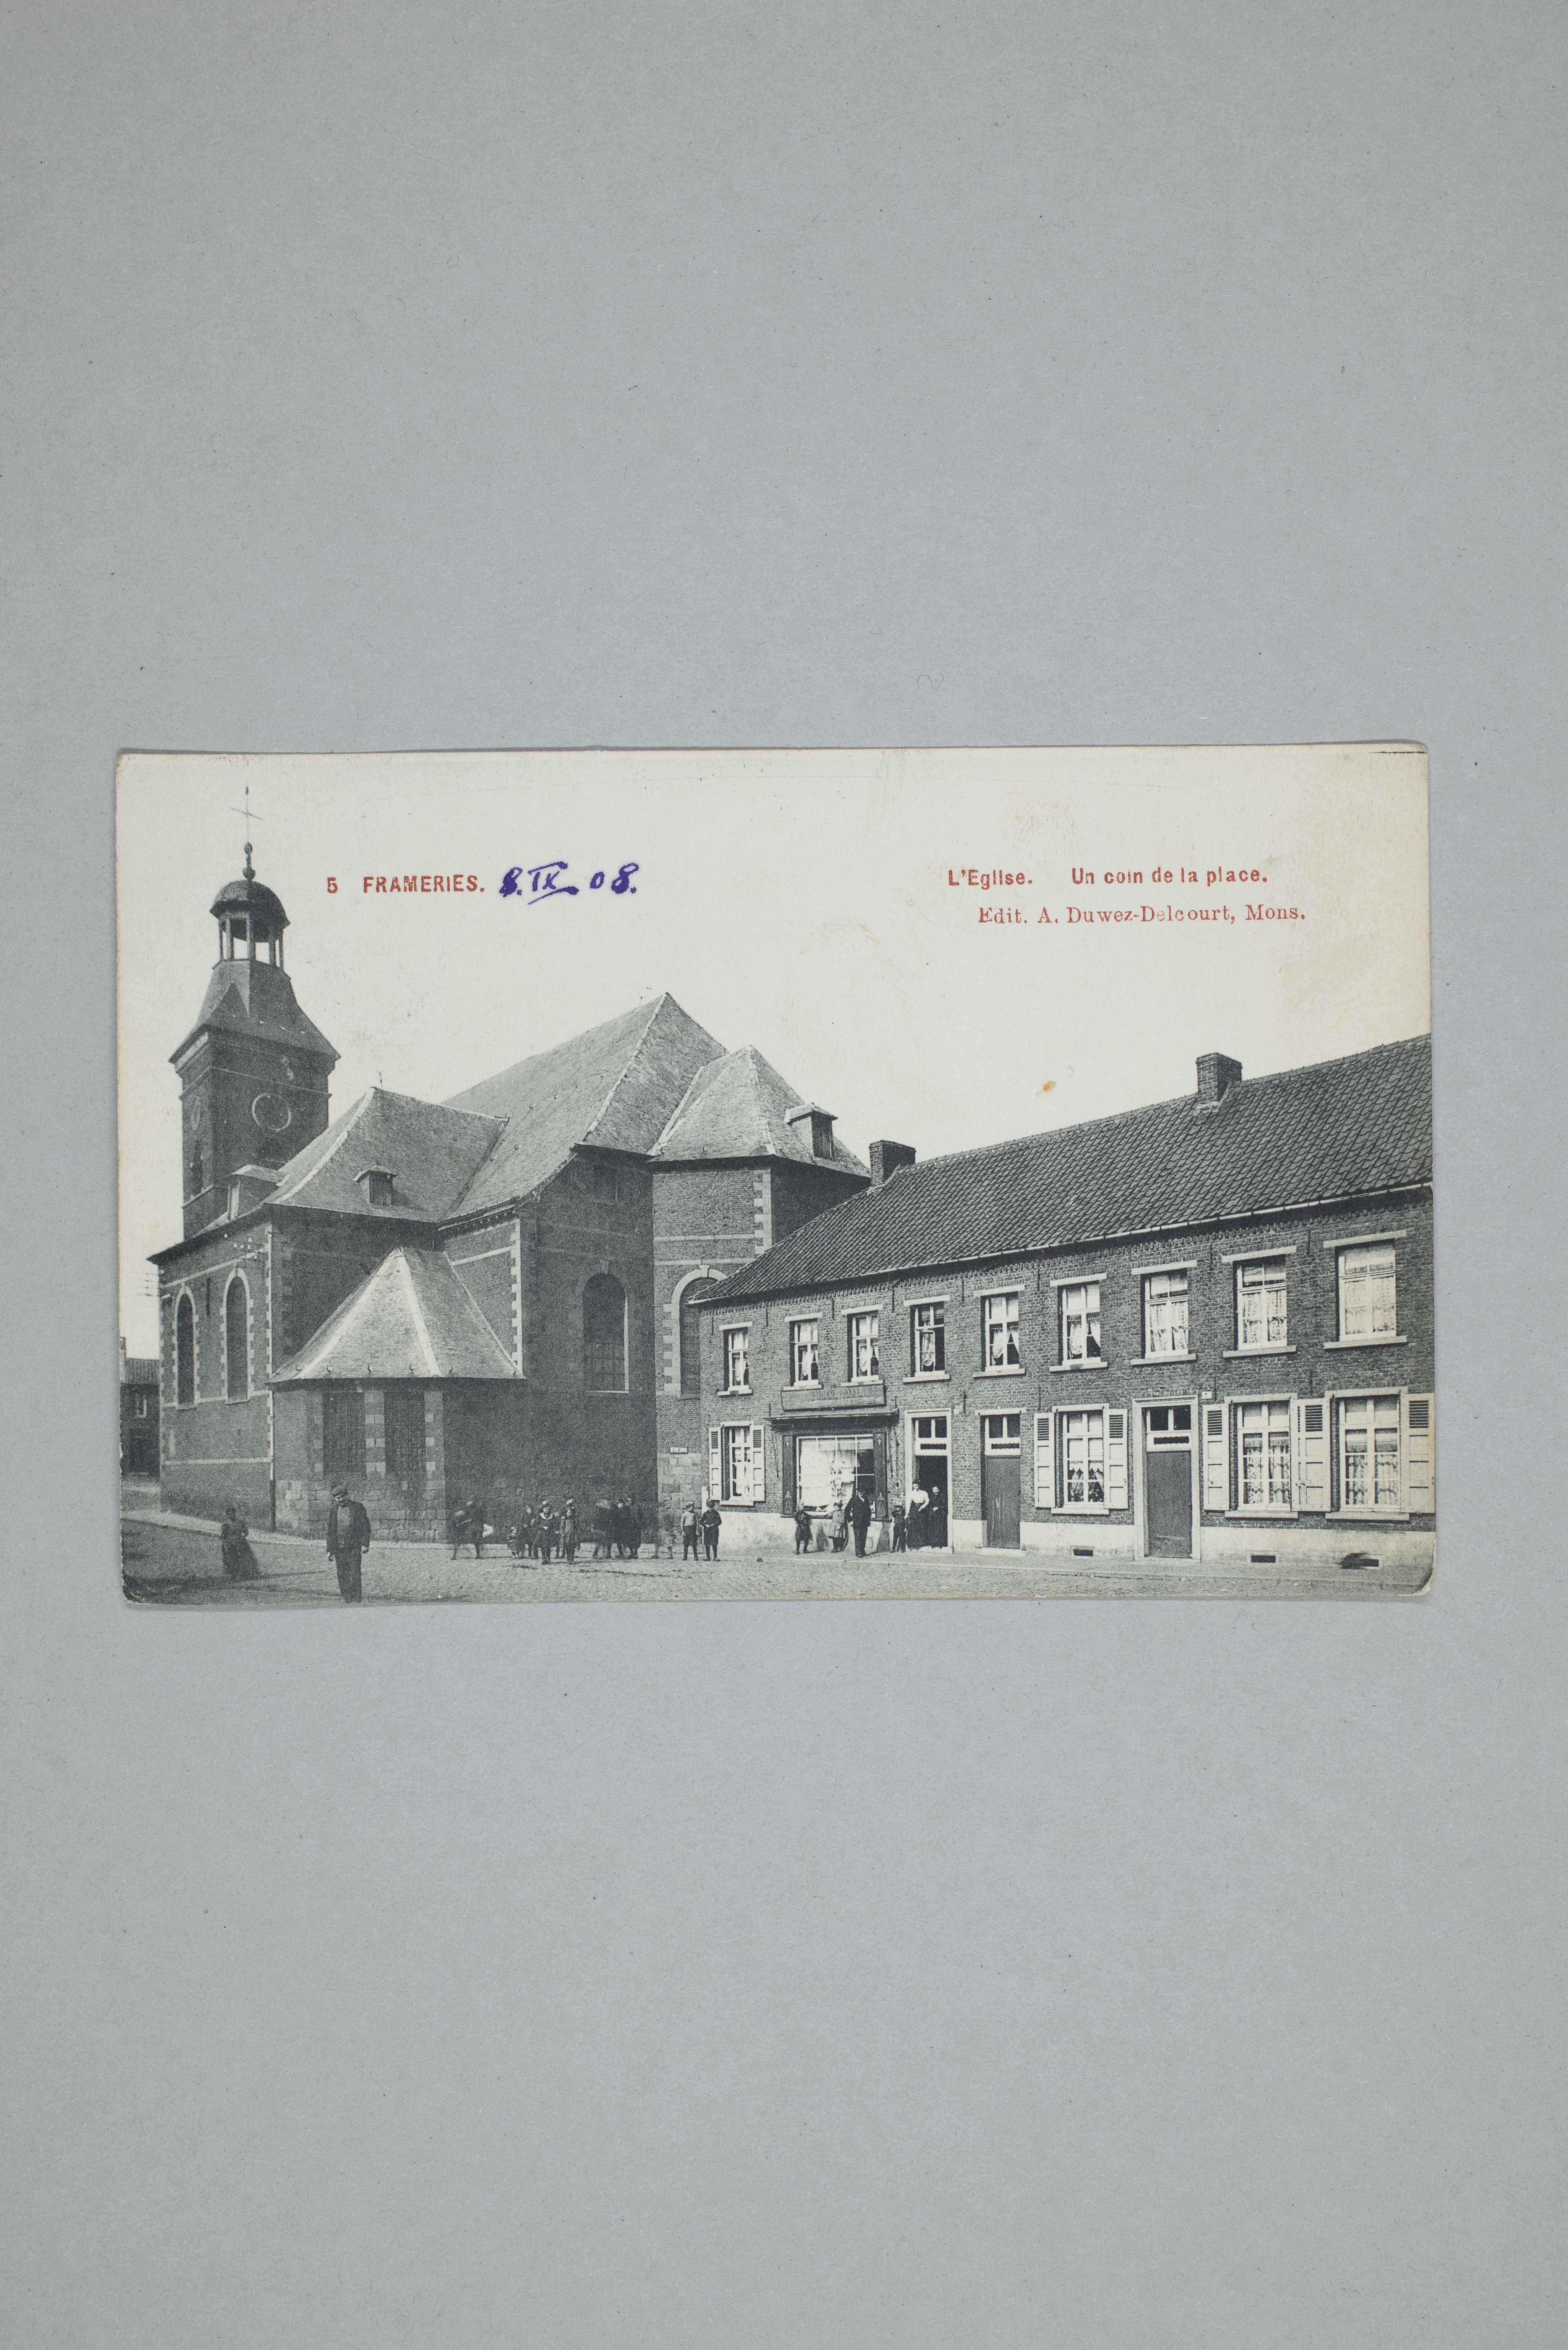 5 FRAMERIES. 8.IX 08.
L'Eglise. Un coin de la place.
Edit. A. Duwez-Delcourt, Mons.